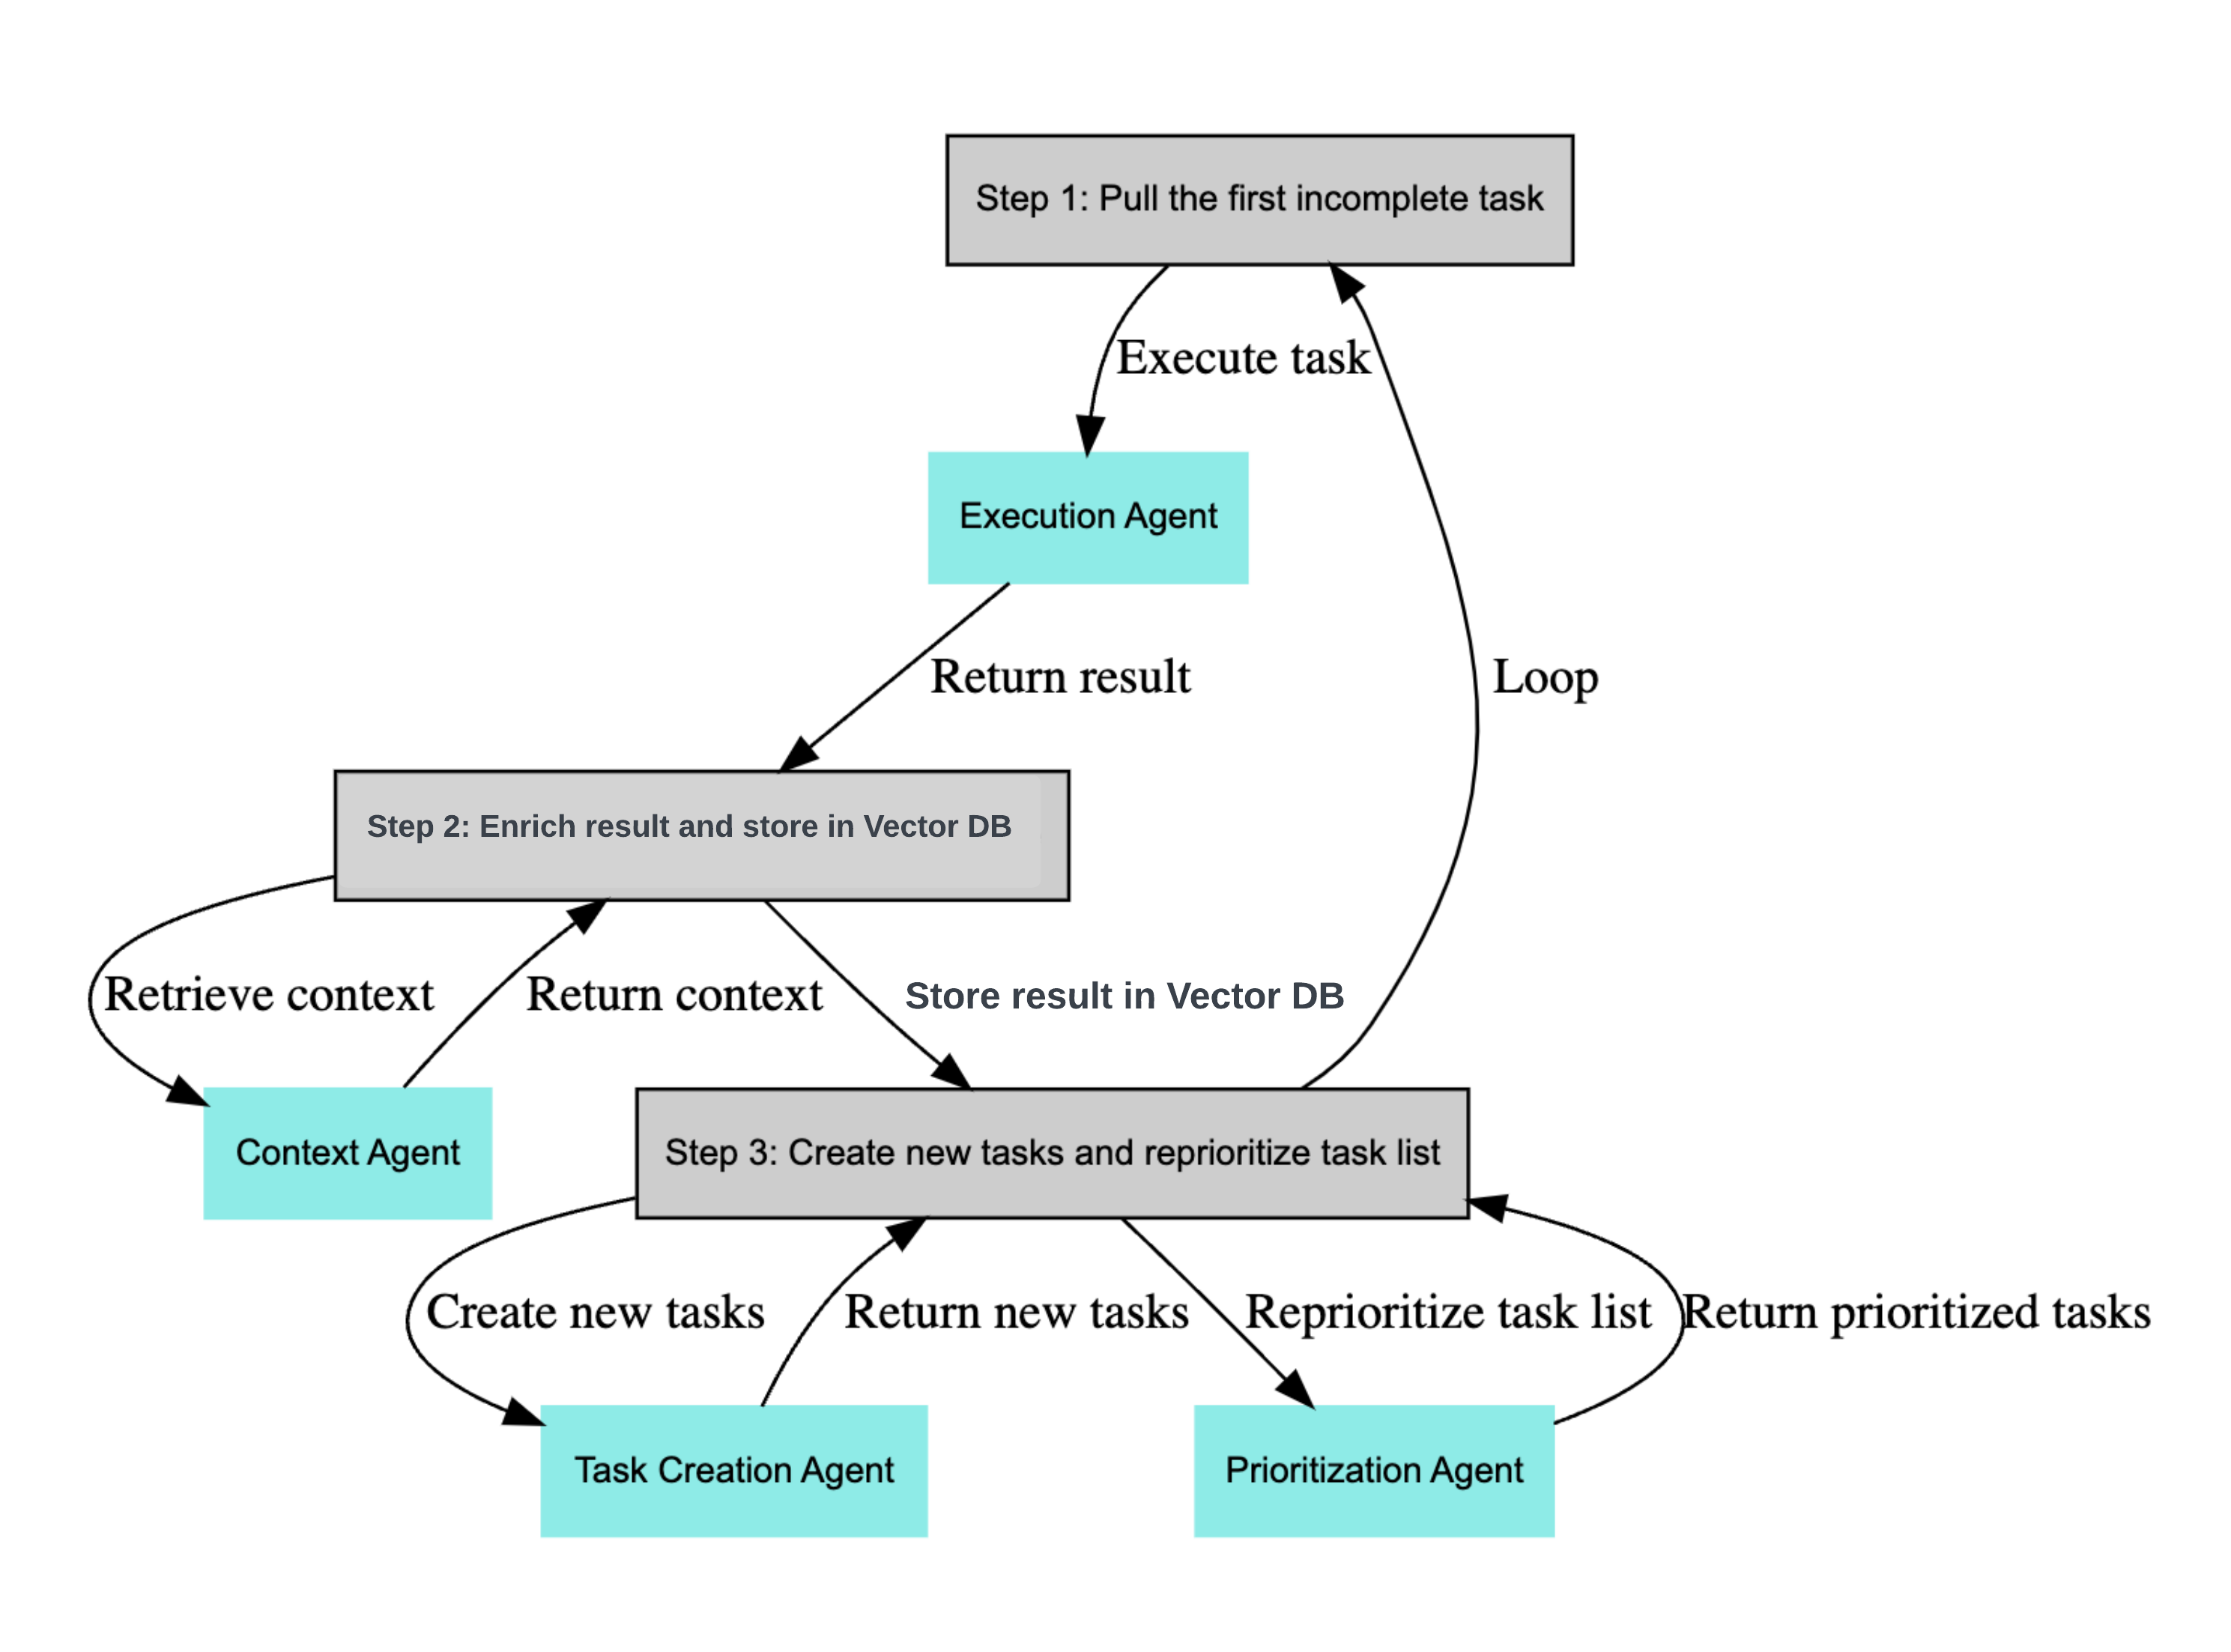 Step 1: Pull the first incomplete task
Execute task
Execution Agent
Return result
Loop
Step 2: Enrich result and store in Vector DB
Retrieve context
Return context
Store result in Vector DB
Context Agent
Step 3: Create new tasks and reprioritize task list
Create new tasks
Return new tasks
Reprioritize task list
Return prioritized tasks
Task Creation Agent
Prioritization Agent